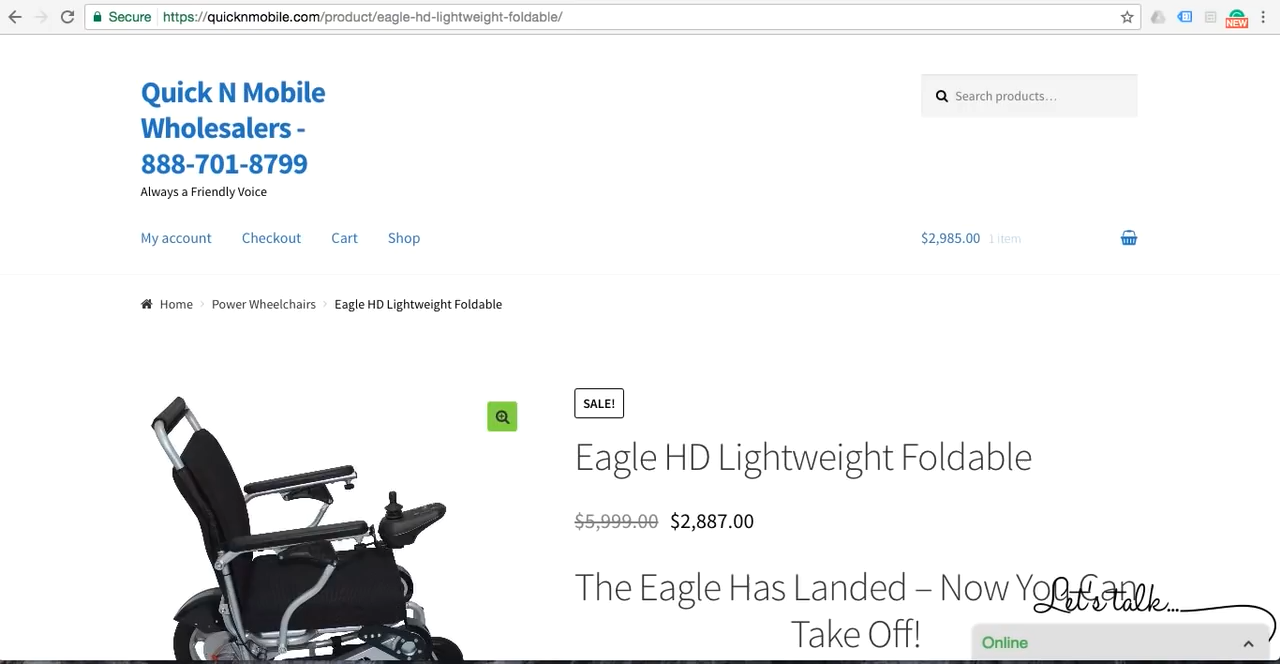 Secure https://quicknmobile.com/product/eagle-hd-lightweight-foldable/
NEW
Quick N Mobile
Wholesalers -
888-701-8799
Always a Friendly Voice
Search products…
My account Checkout Cart Shop $2,985.00 1 item
Home Power Wheelchairs Eagle HD Lightweight Foldable
SALE!
Eagle HD Lightweight Foldable
$5,999.00 $2,887.00
The Eagle Has Landed – Now You Can
Take Off!
Let's talk...
Online